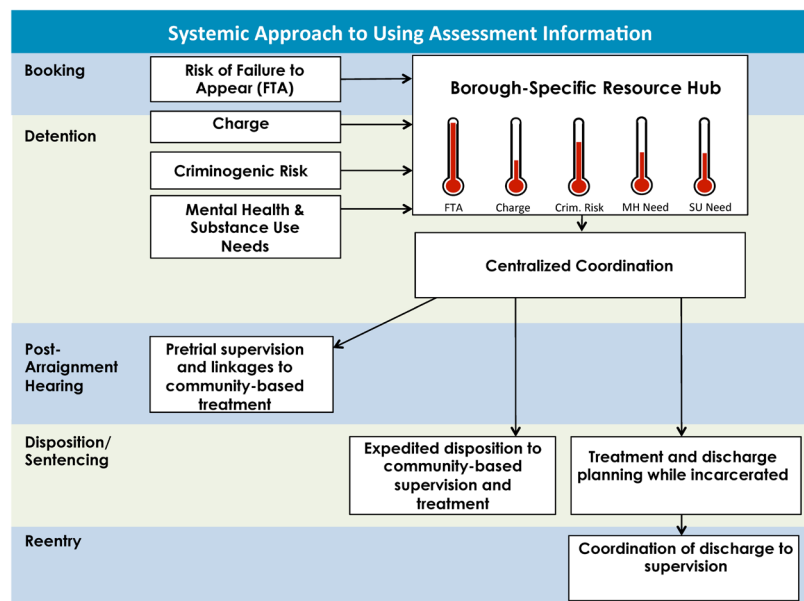 Systemic Approach to Using Assessment Information
Booking
Risk of Failure to
Appear (FTA)
Borough-Specific Resource Hub
Detention
Charge
Criminogenic Risk
Mental Health &
Substance Use
Needs
FTA
Charge
Crim. Risk
MH Need
SU Need
Centralized Coordination
Post-
Arraignment
Hearing
Pretrial supervision
and linkages to
community-based
treatment
Disposition/
Sentencing
Expedited disposition to
community-based
supervision and
treatment
Treatment and discharge
planning while incarcerated
Reentry
Coordination of discharge to
supervision